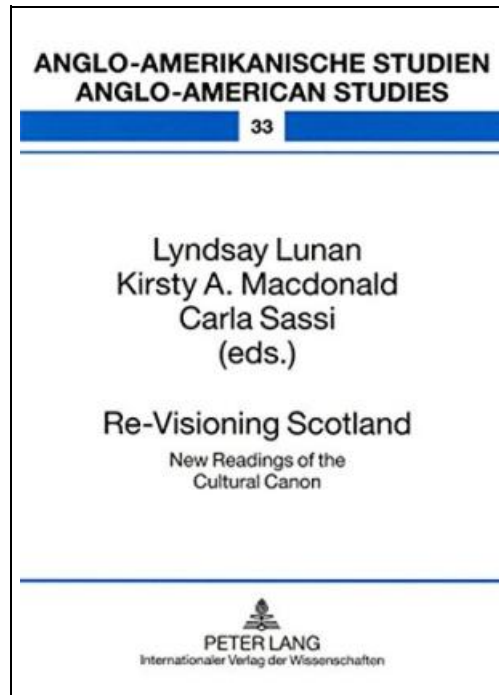 ANGLO-AMERIKANISCHE STUDIEN
ANGLO-AMERICAN STUDIES
33
Lyndsay Lunan
Kirsty A. Macdonald
Carla Sassi
(eds.)
Re-Visioning Scotland
New Readings of the
Cultural Canon
PETER LANG
Internationaler Verlag der Wissenschaften